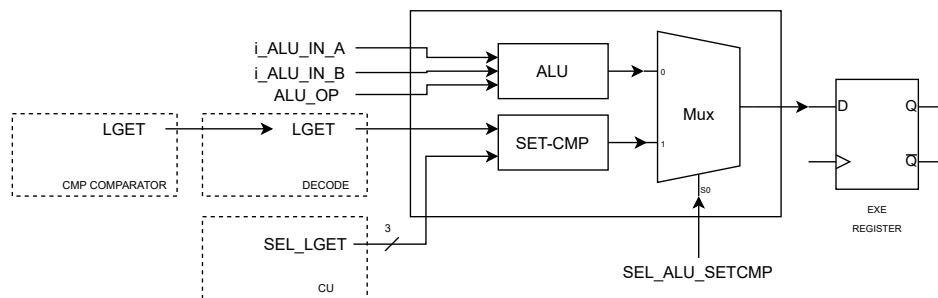 i_ALU_IN_A
i_ALU_IN_B
ALU_OP
ALU
0
Mux
D
Q
LGET
LGET
SET-CMP
1
Q
CMP COMPARATOR
DECODE
S0
EXE
REGISTER
3
SEL_LGET
SEL_ALU_SETCMP
CU